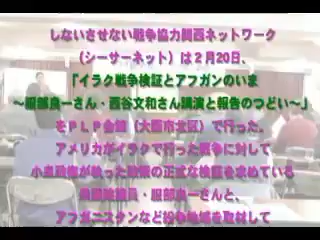 しないさせない戦争協力関西ネットワーク
(シーサーネット)は2月20日、
「イラク戦争検証とアフガンのいま
~服部良一さん・西谷文和さん講演と報告のつどい~」
をPLP会館(大阪市北区)で行った。
アメリカがイラクで行った戦争に対して
小泉政権が執った政策の正式な検証を求めている
衆議院議員・服部良一さんと、
アフガニスタンなど紛争地域を取材して